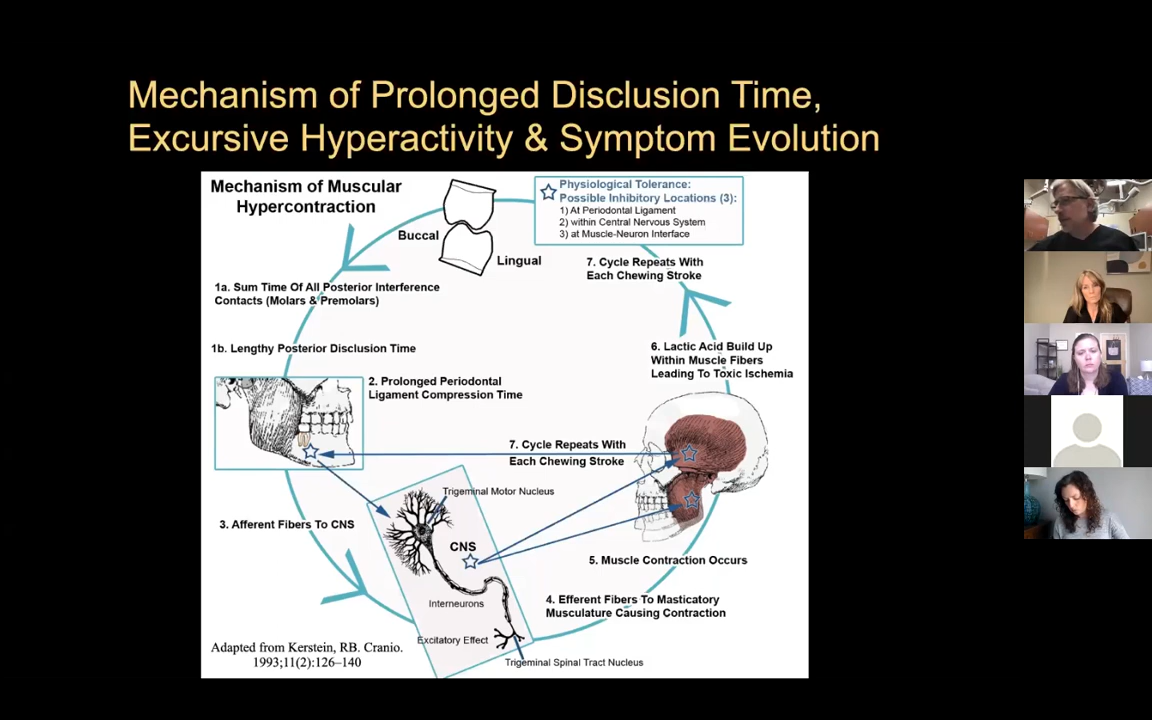 Mechanism of Prolonged Disclusion Time,
Excursive Hyperactivity & Symptom Evolution
Mechanism of Muscular
Hypercontraction
Buccal
Lingual
Physiological Tolerance:
Possible Inhibitory Locations (3):
1) At Periodontal Ligament
2) within Central Nervous System
3) at Muscle-Neuron Interface
7. Cycle Repeats With
Each Chewing Stroke
1a. Sum Time Of All Posterior Interference
Contacts (Molars & Premolars)
1b. Lengthy Posterior Disclusion Time
6. Lactic Acid Build Up
Within Muscle Fibers
Leading To Toxic Ischemia
2. Prolonged Periodontal
Ligament Compression Time
7. Cycle Repeats With
Each Chewing Stroke
Trigeminal Motor Nucleus
3. Afferent Fibers To CNS
CNS
5. Muscle Contraction Occurs
Interneurons
4. Efferent Fibers To Masticatory
Musculature Causing Contraction
Excitatory Effect
Trigeminal Spinal Tract Nucleus
Adapted from Kerstein, RB. Cranio.
1993;11(2):126–140